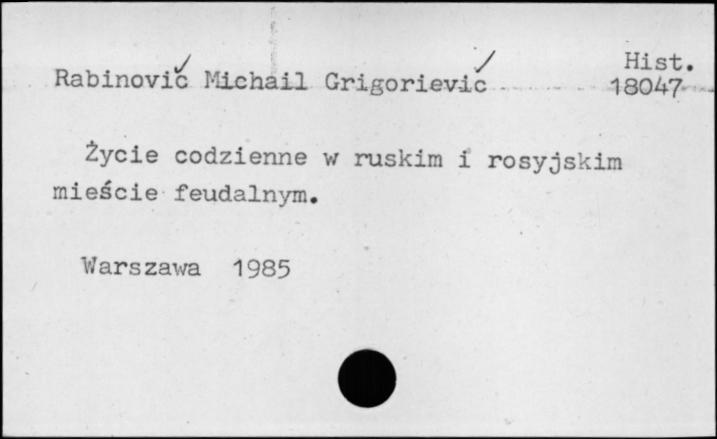 Hist.
Rabinovič Michail Grigorievič 18047
Życie codzienne w ruskim i rosyjskim
mieście feudalnym.
Warszawa 1985